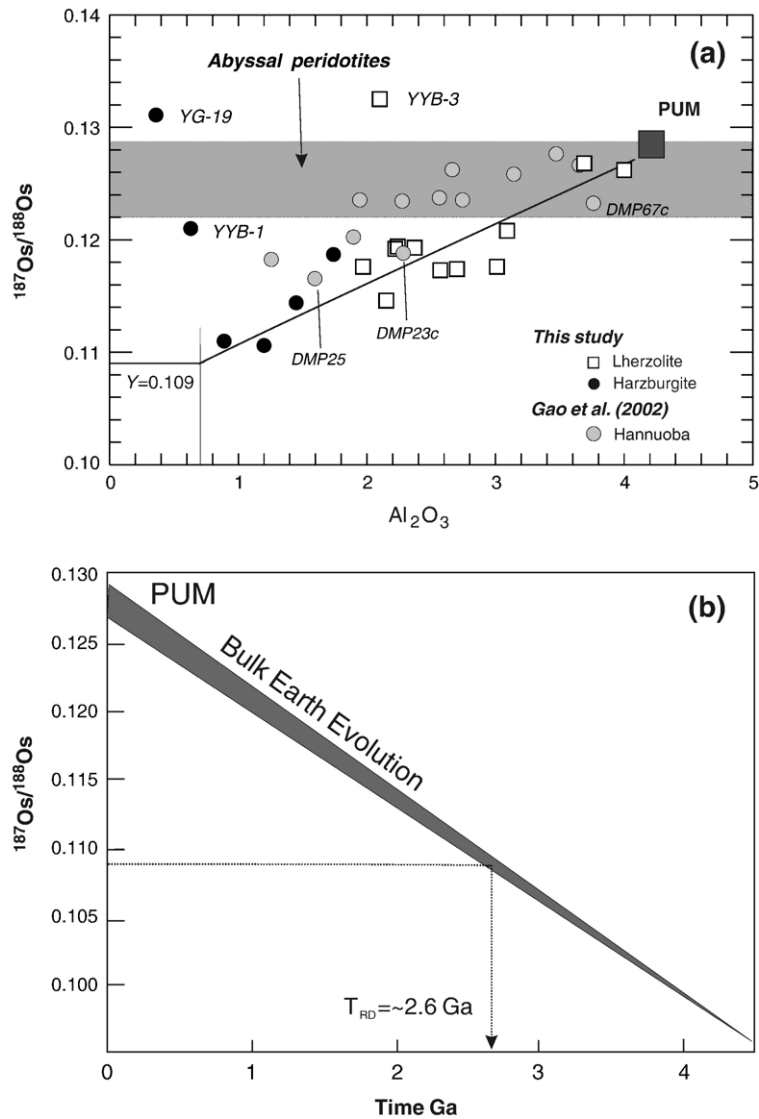 (a)
0.14
0.13
0.12
0.11
0.10
¹⁸⁷Os/¹⁸⁸Os
Abyssal peridotites
YG-19
YYB-3
PUM
YYB-1
DMP67c
DMP23c
DMP25
Y=0.109
This study
Lherzolite
Harzburgite
Gao et al. (2002)
Hannuoba
0 1 2 3 4 5
Al₂O₃
(b)
0.130
0.125
0.120
0.115
0.110
0.105
0.100
¹⁸⁷Os/¹⁸⁸Os
PUM
Bulk Earth Evolution
T_RD=~2.6 Ga
0 1 2 3 4
Time Ga